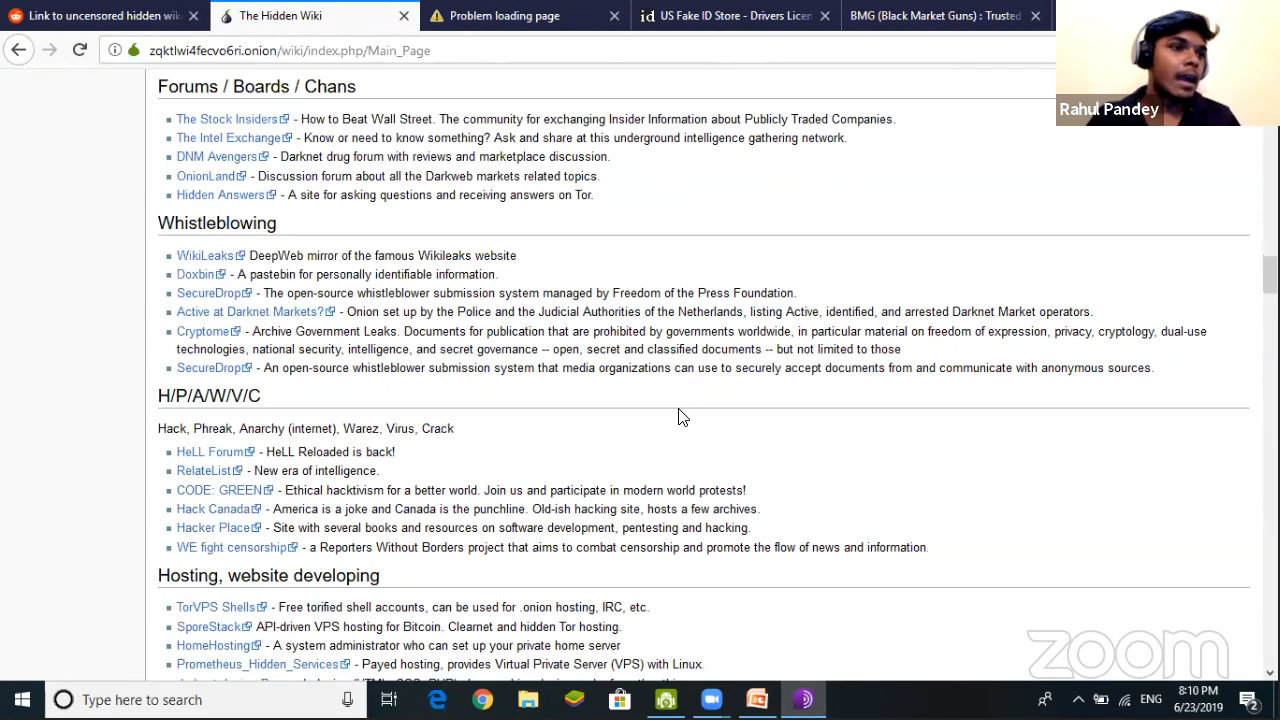 Link to uncensored hidden wik
The Hidden Wiki
Problem loading page
US Fake ID Store - Drivers Licen
BMG (Black Market Guns) : Trusted
zqktlwi4fecvo6ri.onion/wiki/index.php/Main_Page
Rahul Pandey
Forums / Boards / Chans
The Stock Insiders - How to Beat Wall Street. The community for exchanging Insider Information about Publicly Traded Companies.
The Intel Exchange - Know or need to know something? Ask and share at this underground intelligence gathering network.
DNM Avengers - Darknet drug forum with reviews and marketplace discussion.
OnionLand - Discussion forum about all the Darkweb markets related topics.
Hidden Answers - A site for asking questions and receiving answers on Tor.
Whistleblowing
WikiLeaks DeepWeb mirror of the famous Wikileaks website
Doxbin - A pastebin for personally identifiable information.
SecureDrop - The open-source whistleblower submission system managed by Freedom of the Press Foundation.
Active at Darknet Markets? - Onion set up by the Police and the Judicial Authorities of the Netherlands, listing Active, identified, and arrested Darknet Market operators.
Cryptome - Archive Government Leaks. Documents for publication that are prohibited by governments worldwide, in particular material on freedom of expression, privacy, cryptology, dual-use
technologies, national security, intelligence, and secret governance -- open, secret and classified documents -- but not limited to those
SecureDrop - An open-source whistleblower submission system that media organizations can use to securely accept documents from and communicate with anonymous sources.
H/P/A/W/V/C
Hack, Phreak, Anarchy (internet), Warez, Virus, Crack
HeLL Forum - HeLL Reloaded is back!
RelateList - New era of intelligence.
CODE: GREEN - Ethical hacktivism for a better world. Join us and participate in modern world protests!
Hack Canada - America is a joke and Canada is the punchline. Old-ish hacking site, hosts a few archives.
Hacker Place - Site with several books and resources on software development, pentesting and hacking.
WE fight censorship - a Reporters Without Borders project that aims to combat censorship and promote the flow of news and information.
Hosting, website developing
TorVPS Shells - Free torified shell accounts, can be used for .onion hosting, IRC, etc.
SporeStack API-driven VPS hosting for Bitcoin. Clearnet and hidden Tor hosting.
HomeHosting - A system administrator who can set up your private home server
Prometheus_Hidden_Services - Payed hosting, provides Virtual Private Server (VPS) with Linux.
zoom
Type here to search
ENG
8:10 PM
6/23/2019
2